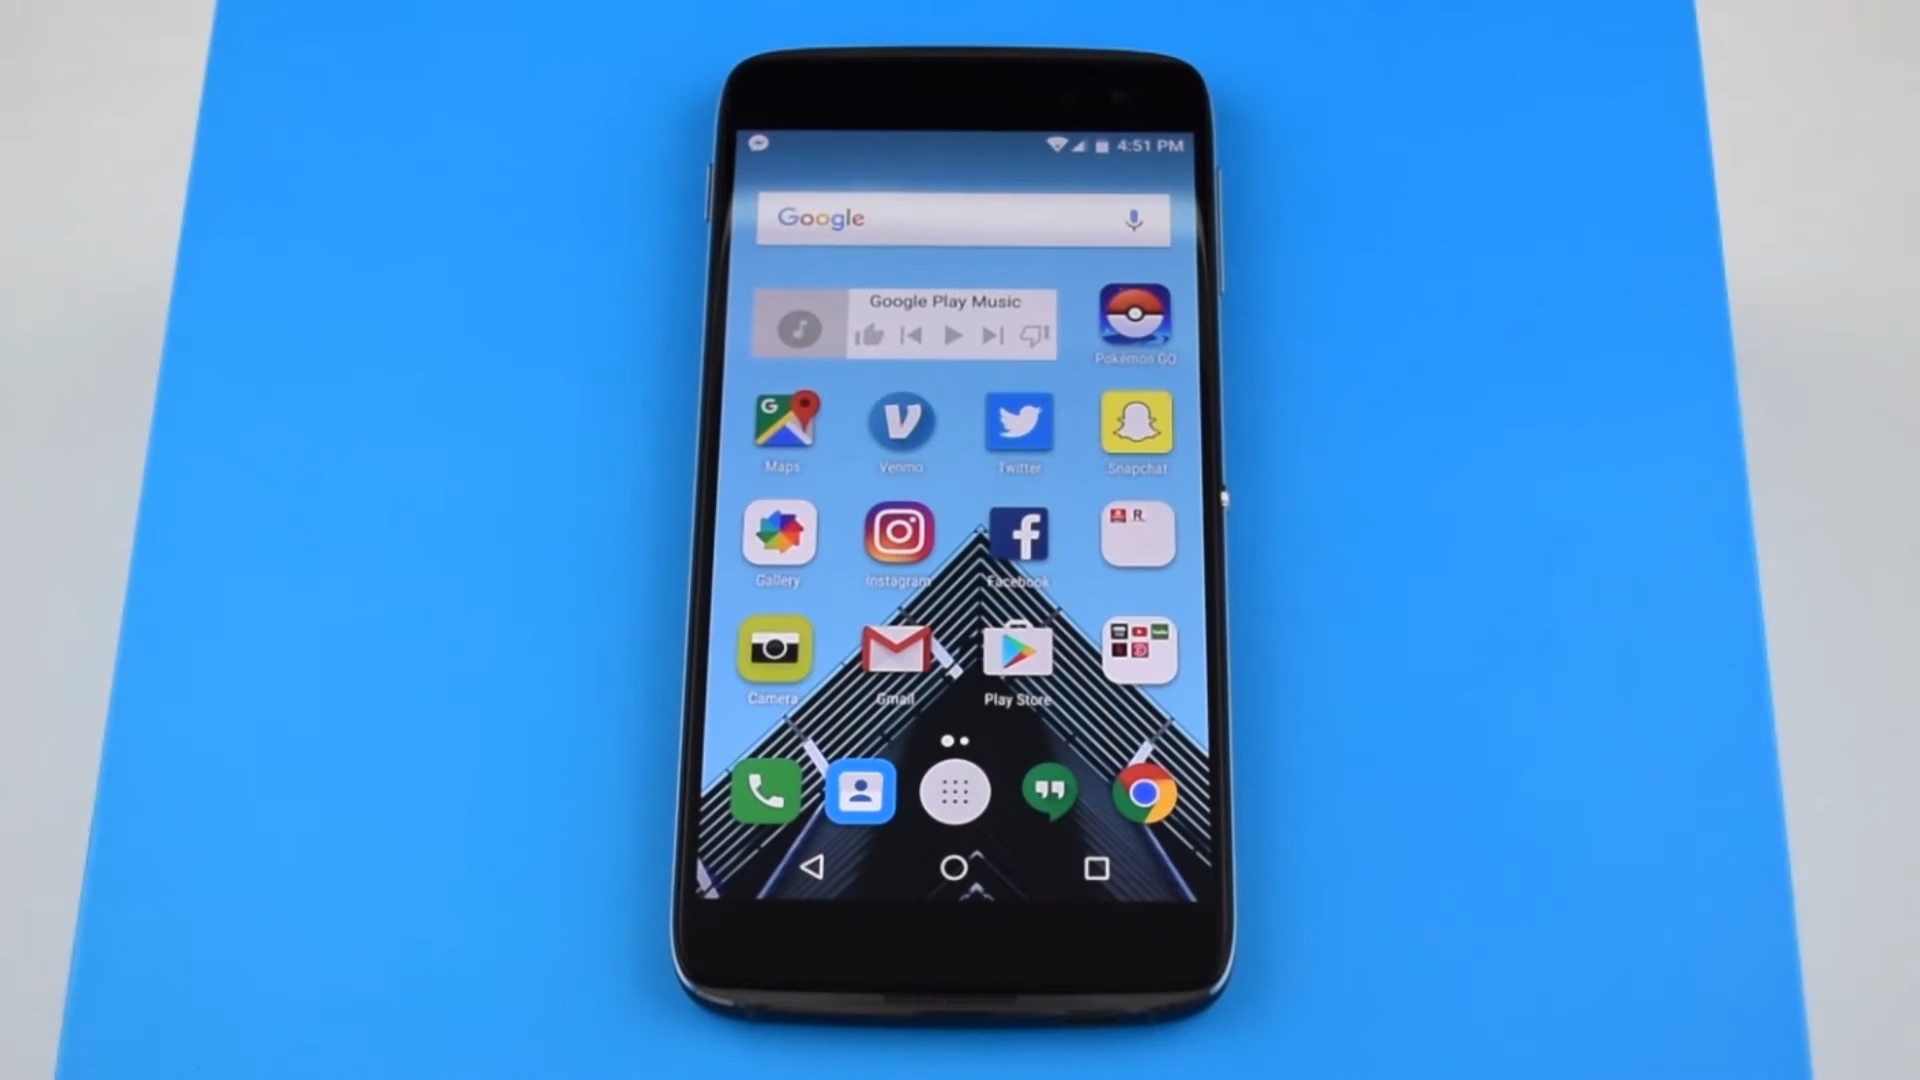 4:51 PM
Google
Google Play Music
Pokémon GO
G
Maps
Venmo
Twitter
Snapchat
R
Gallery
Instagram
Facebook
Camera
Gmail
Play Store